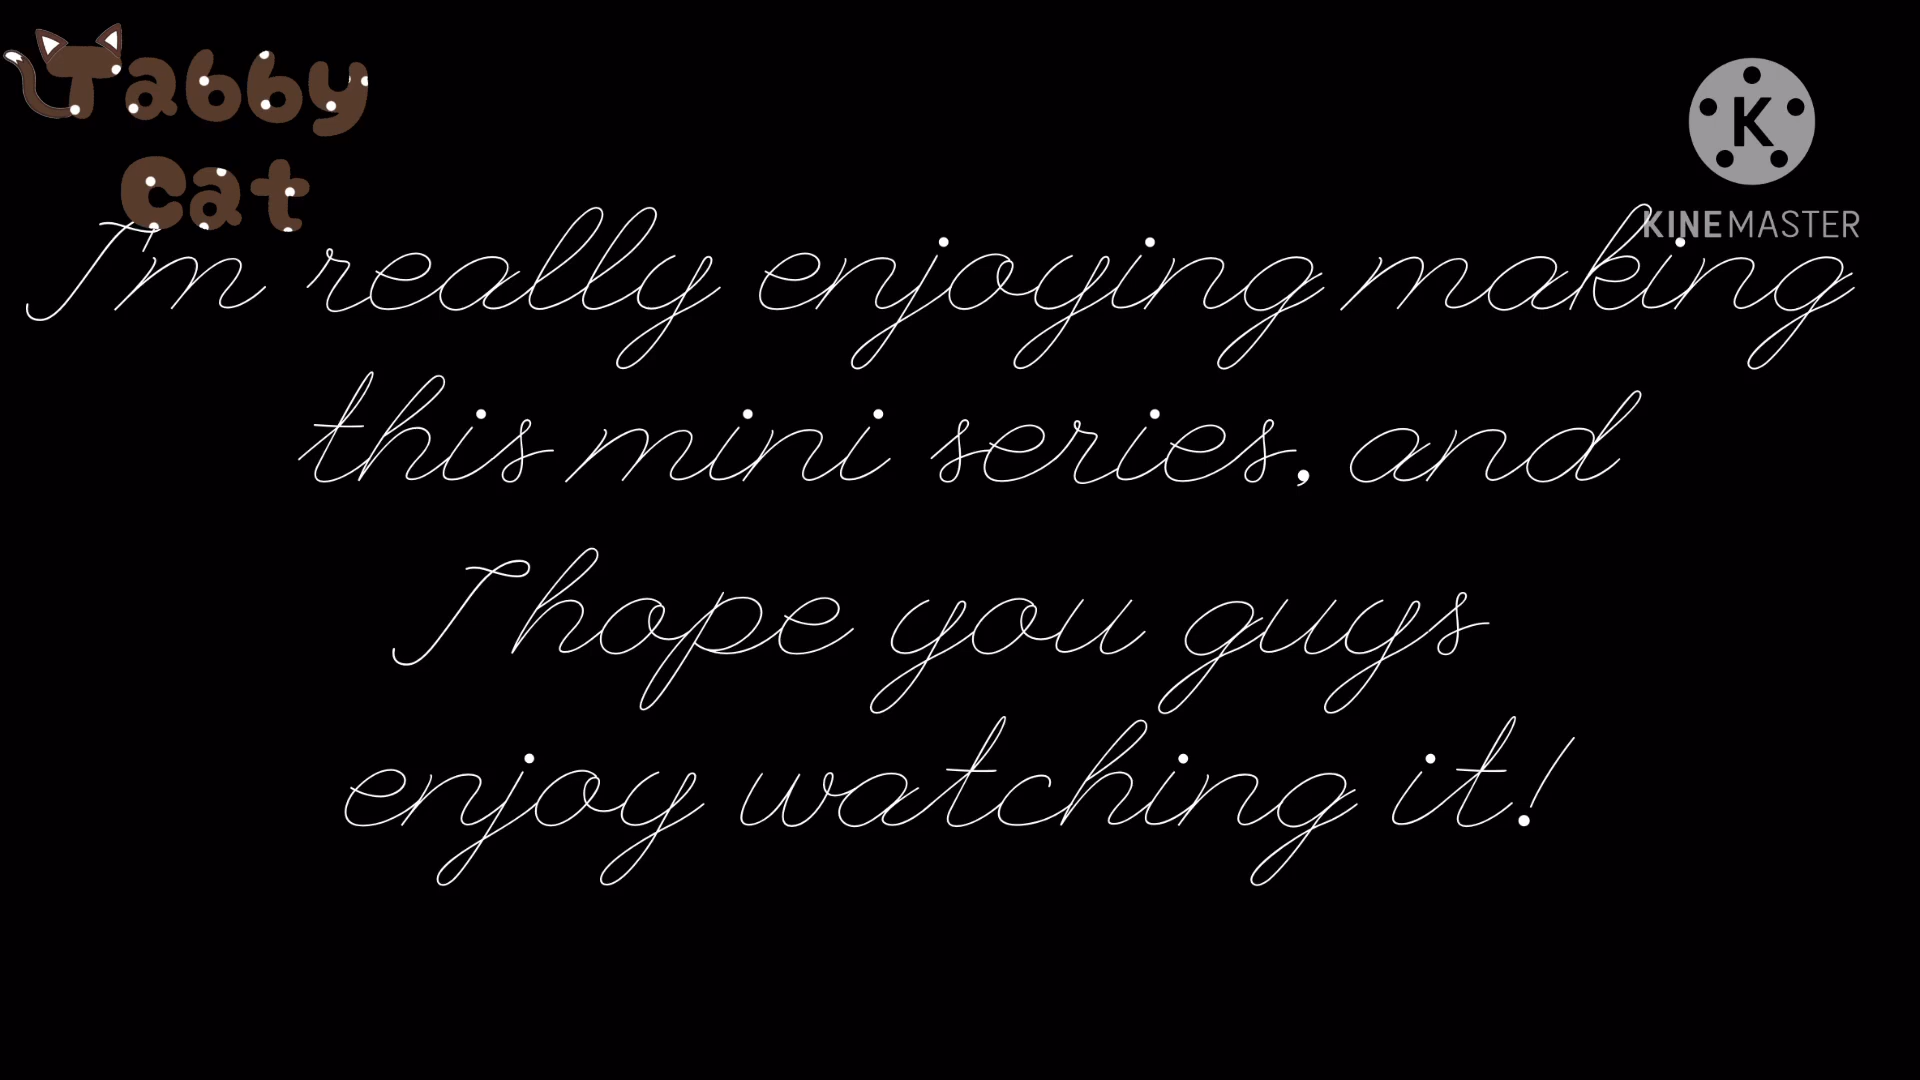 Tabby
Cat
K
KINEMASTER
I'm really enjoying making
this mini series, and
I hope you guys
enjoy watching it!